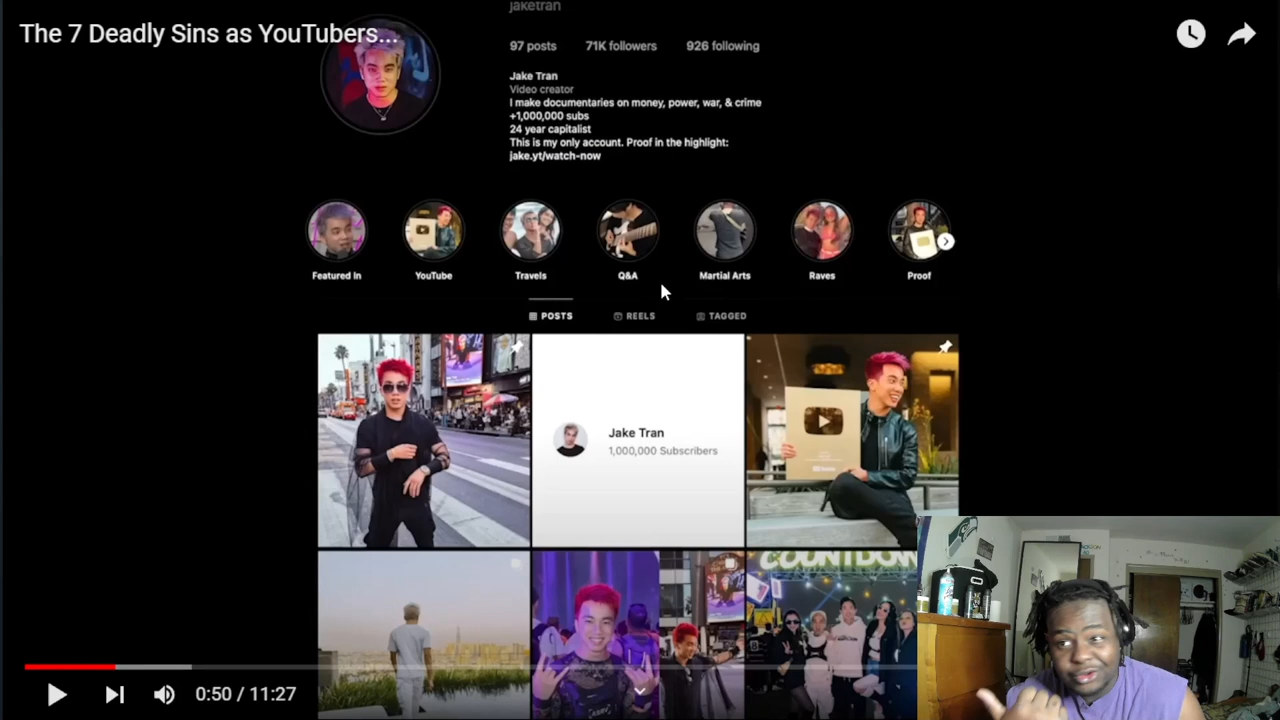 jaketran
The 7 Deadly Sins as YouTubers...
97 posts 71K followers 926 following
Jake Tran
Video creator
I make documentaries on money, power, war, & crime
+1,000,000 subs
24 year capitalist
This is my only account. Proof in the highlight:
jake.yt/watch-now
Featured In YouTube Travels Q&A Martial Arts Raves Proof
POSTS REELS TAGGED
Jake Tran
1,000,000 Subscribers
COUNTDOW
0:50 / 11:27